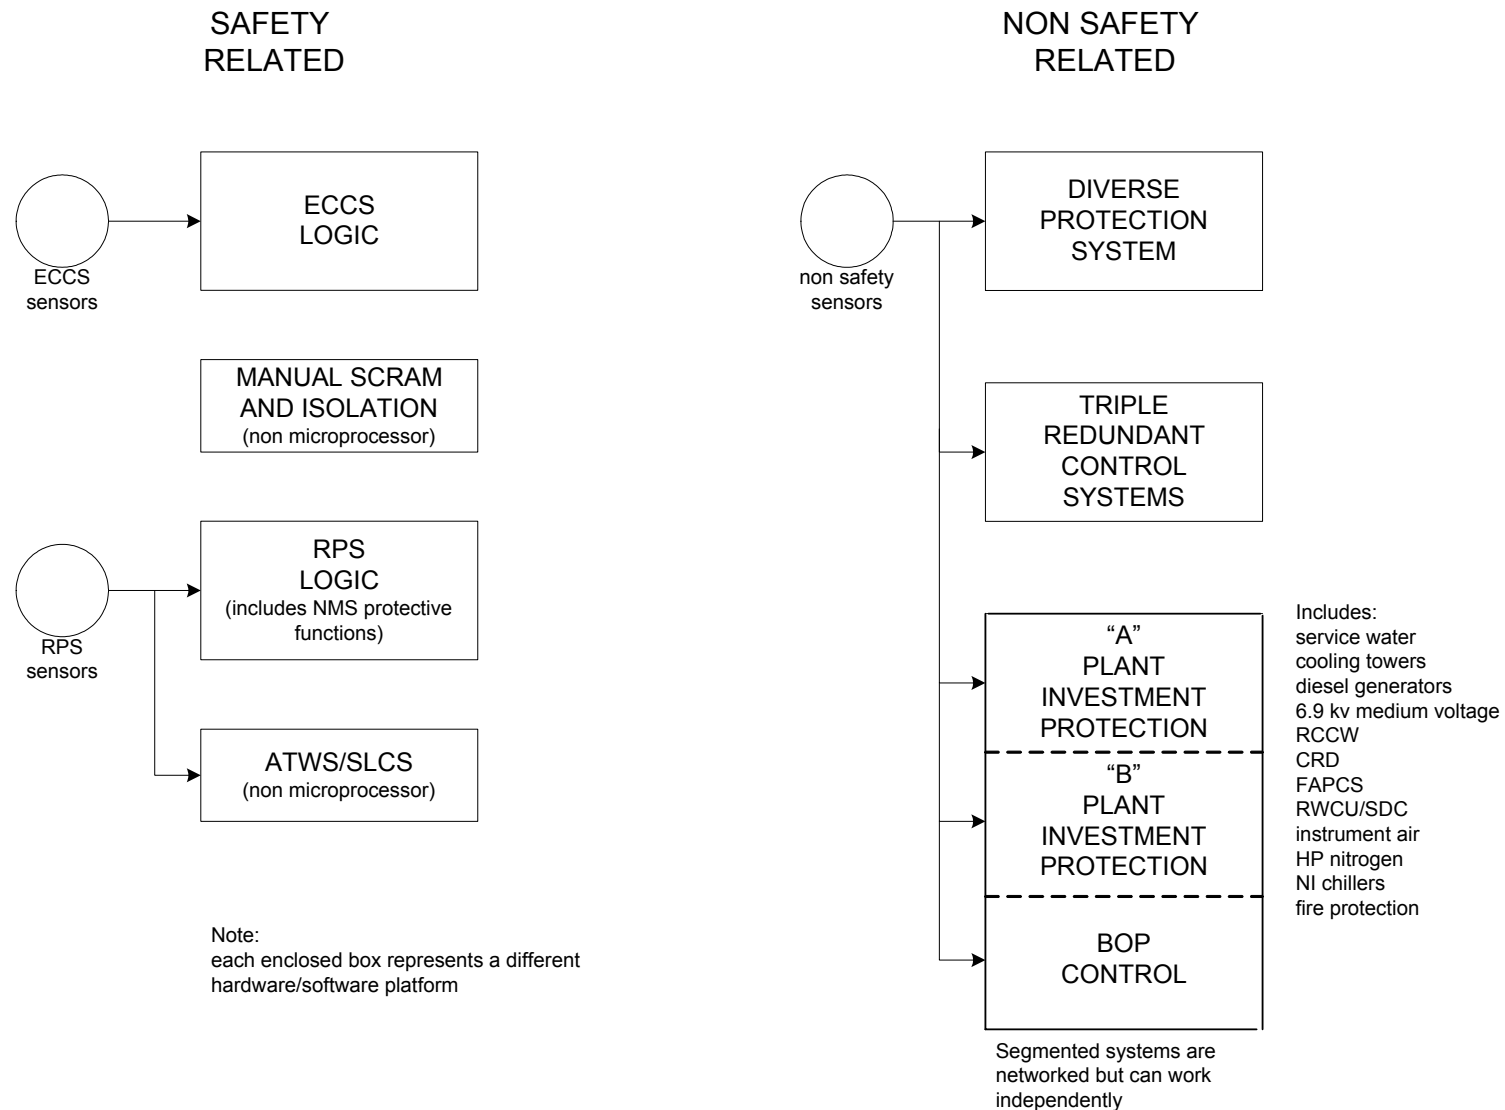 SAFETY
RELATED
ECCS
sensors
ECCS
LOGIC
MANUAL SCRAM
AND ISOLATION
(non microprocessor)
RPS
sensors
RPS
LOGIC
(includes NMS protective
functions)
ATWS/SLCS
(non microprocessor)
Note:
each enclosed box represents a different
hardware/software platform
NON SAFETY
RELATED
non safety
sensors
DIVERSE
PROTECTION
SYSTEM
TRIPLE
REDUNDANT
CONTROL
SYSTEMS
“A”
PLANT
INVESTMENT
PROTECTION
“B”
PLANT
INVESTMENT
PROTECTION
BOP
CONTROL
Segmented systems are
networked but can work
independently
Includes:
service water
cooling towers
diesel generators
6.9 kv medium voltage
RCCW
CRD
FAPCS
RWCU/SDC
instrument air
HP nitrogen
NI chillers
fire protection